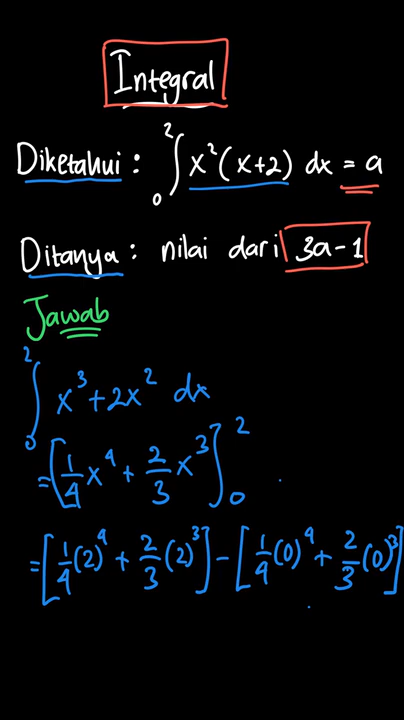 Integral
Diketahui : ∫₀² x²(x+2) dx = a
Ditanya : nilai dari 3a-1
Jawab
∫₀² x³+2x² dx
=[1/4 x⁴ + 2/3 x³]₀²
=[1/4 (2)⁴ + 2/3 (2)³] - [1/4 (0)⁴ + 2/3 (0)³]